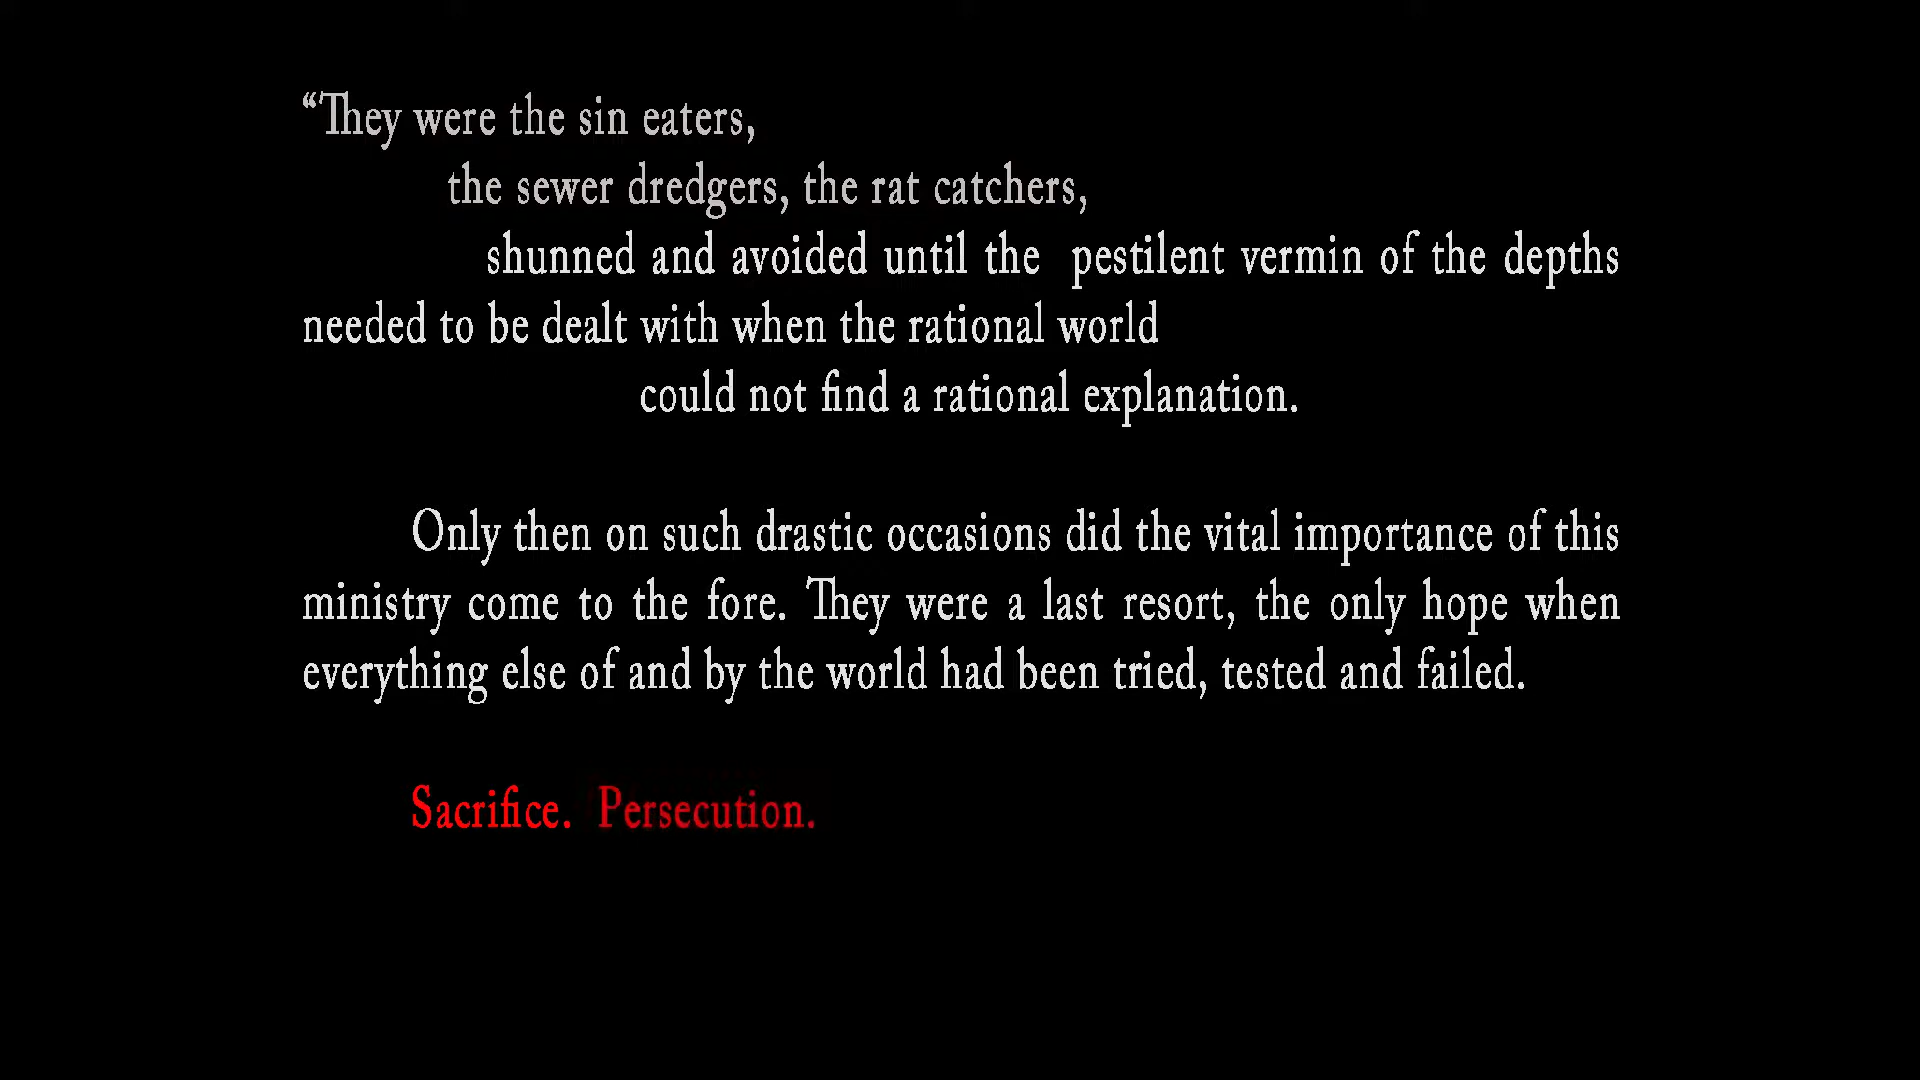 “They were the sin eaters,
the sewer dredgers, the rat catchers,
shunned and avoided until the pestilent vermin of the depths
needed to be dealt with when the rational world
could not find a rational explanation.
Only then on such drastic occasions did the vital importance of this
ministry come to the fore. They were a last resort, the only hope when
everything else of and by the world had been tried, tested and failed.
Sacrifice. Persecution.